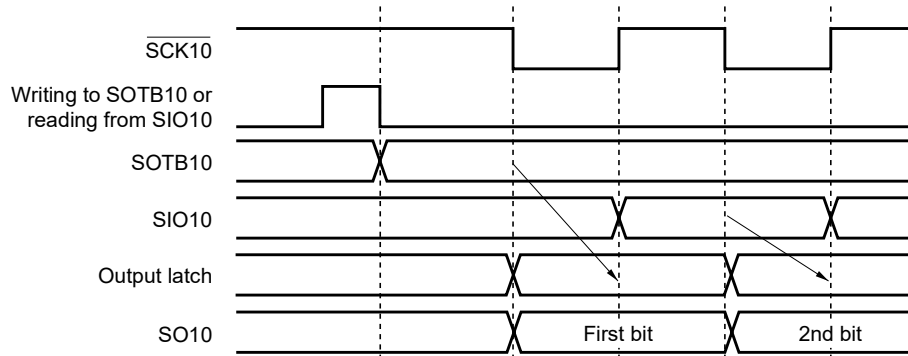 SCK10
Writing to SOTB10 or
reading from SIO10
SOTB10
SIO10
Output latch
SO10
First bit
2nd bit